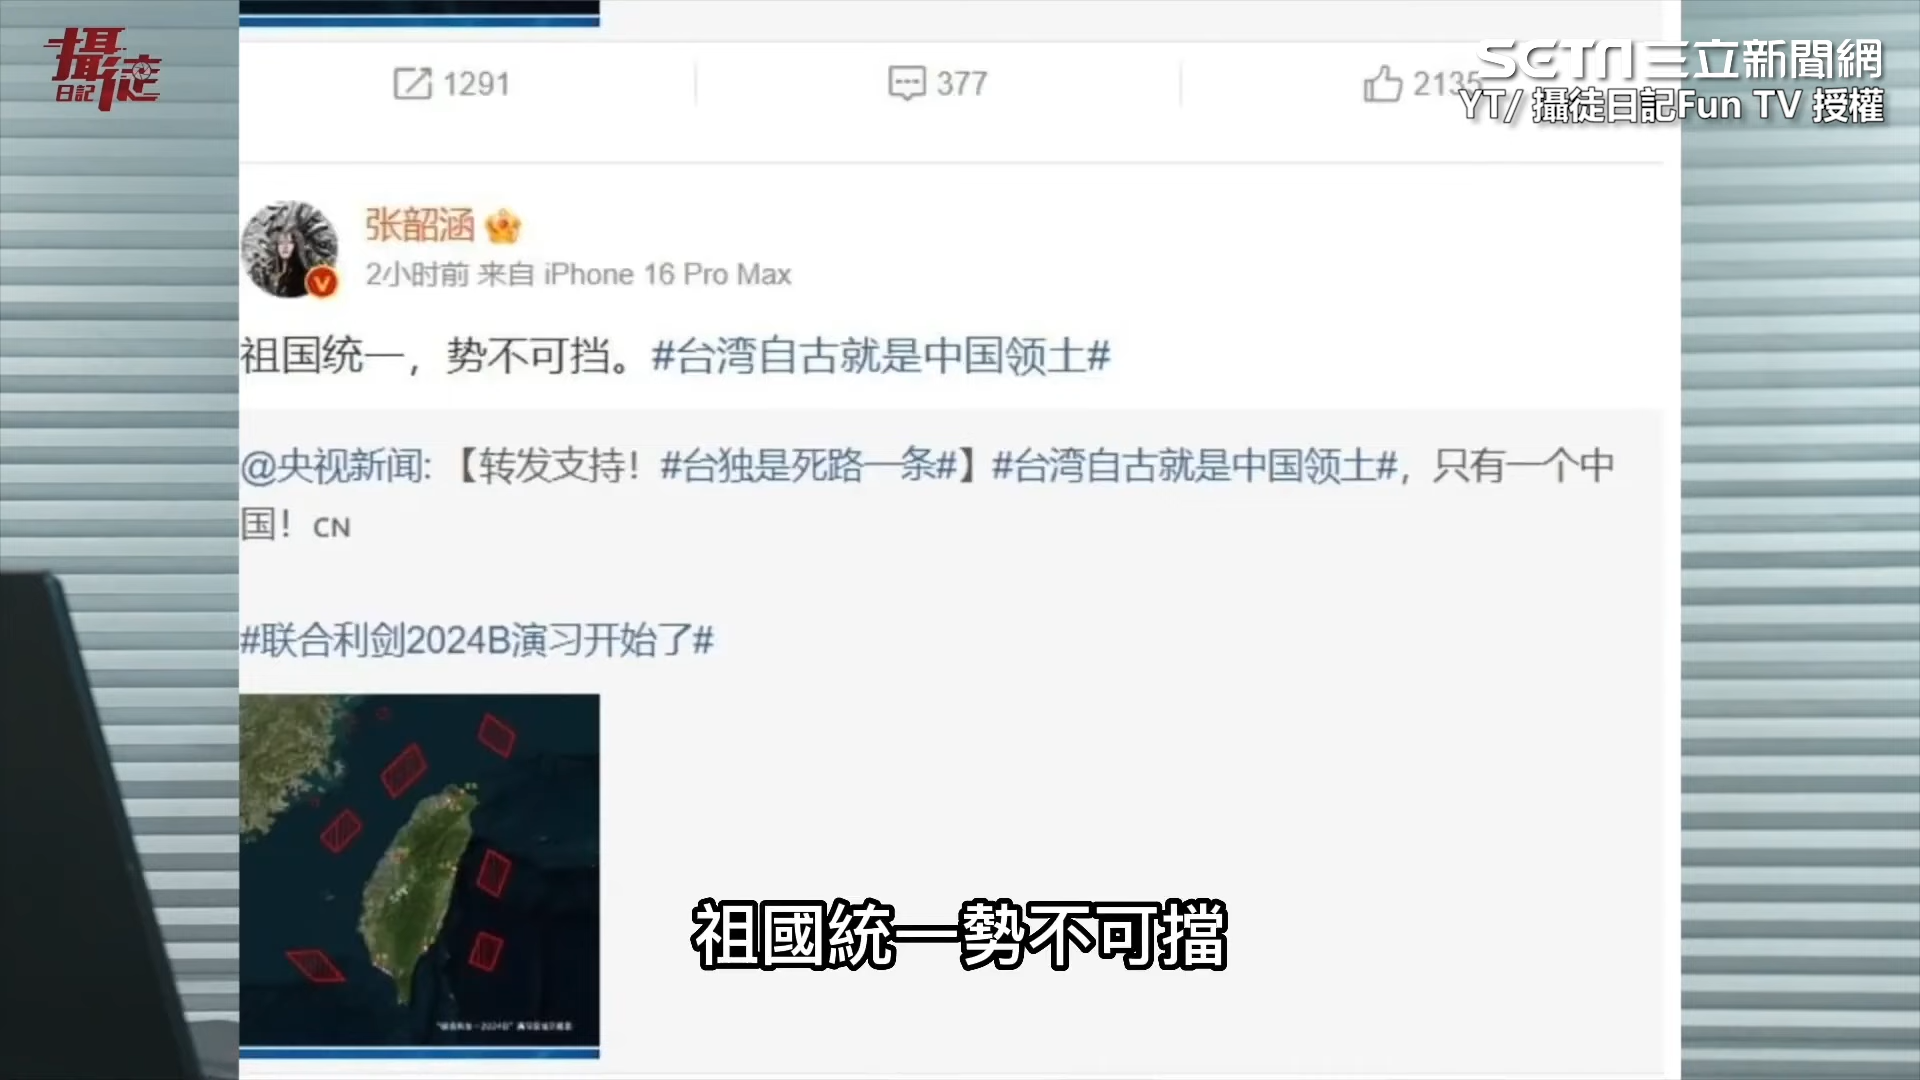 攝徒
日記
SETN 三立新聞網
YT/ 攝徒日記Fun TV 授權
1291
377
2135
张韶涵
2小时前 来自 iPhone 16 Pro Max
祖国统一，势不可挡。#台湾自古就是中国领土#
@央视新闻:【转发支持！#台独是死路一条#】#台湾自古就是中国领土#，只有一个中
国！CN
#联合利剑2024B演习开始了#
祖國統一勢不可擋